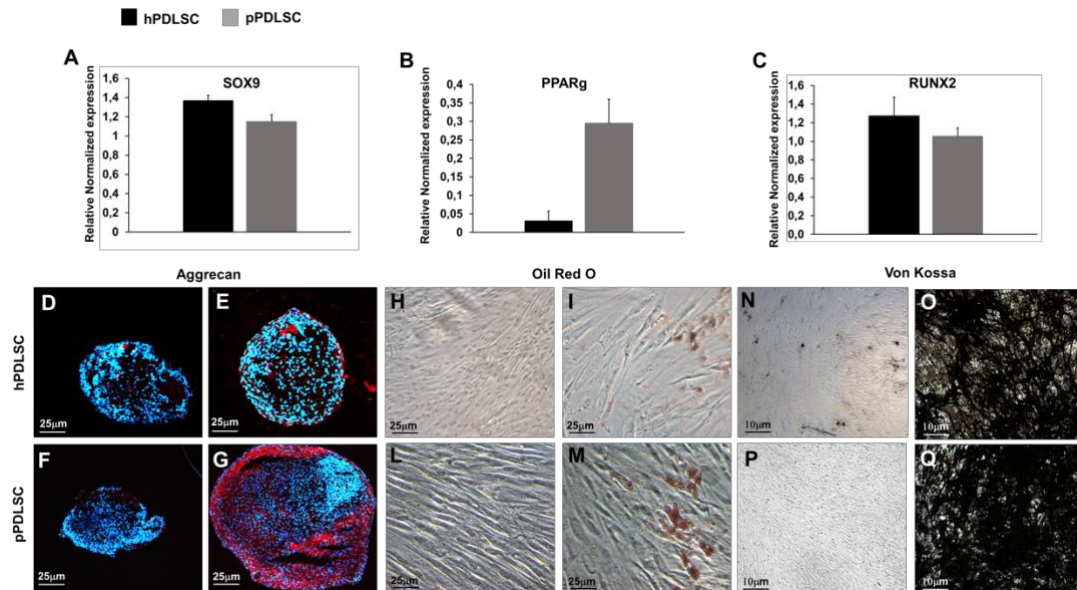 hPDLSC pPDLSC
A
SOX9
Relative Normalized expression
1,6
1,4
1,2
1
0,8
0,6
0,4
0,2
0
B
PPARg
Relative Normalized expression
0,4
0,35
0,3
0,25
0,2
0,15
0,1
0,05
0
C
RUNX2
Relative Normalized expression
1,6
1,4
1,2
1,0
0,8
0,6
0,4
0,2
0,0
Aggrecan Oil Red O Von Kossa
hPDLSC
D E H I N O
25µm 25µm 25µm 25µm 10µm 10µm
pPDLSC
F G L M P Q
25µm 25µm 25µm 25µm 10µm 10µm